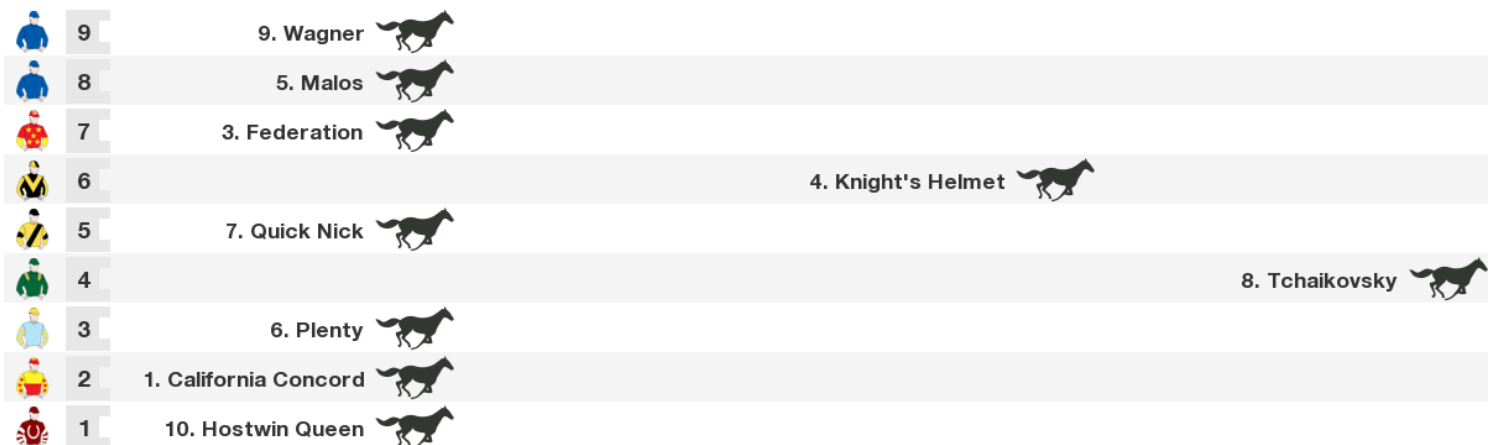 9 9. Wagner
8 5. Malos
7 3. Federation
6 4. Knight's Helmet
5 7. Quick Nick
4 8. Tchaikovsky
3 6. Plenty
2 1. California Concord
1 10. Hostwin Queen